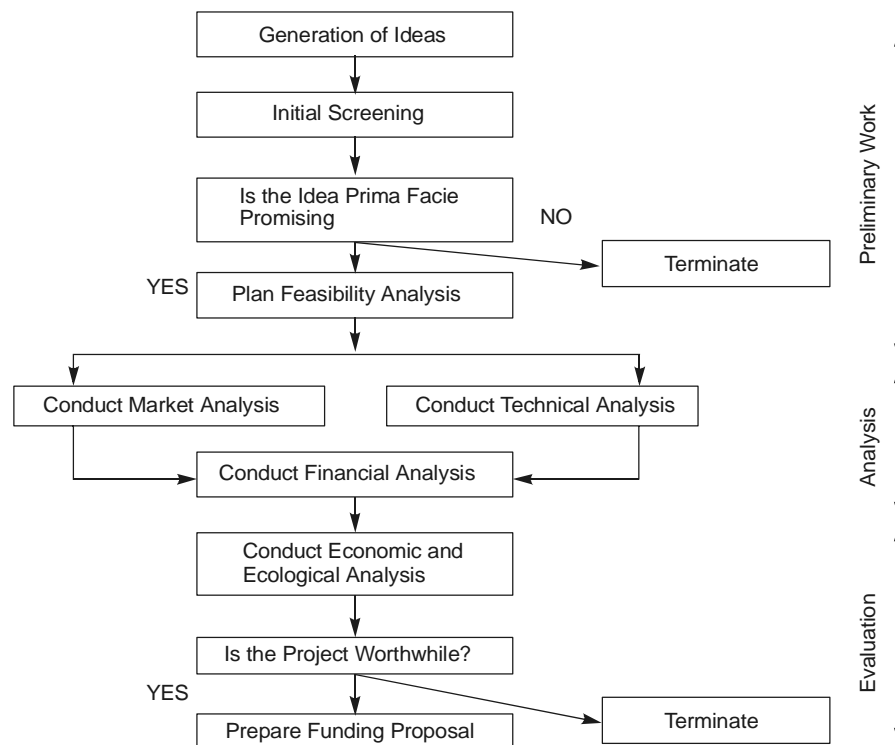 Generation of Ideas
Initial Screening
Is the Idea Prima Facie
Promising
NO
Terminate
YES
Plan Feasibility Analysis
Preliminary Work
Conduct Market Analysis
Conduct Technical Analysis
Conduct Financial Analysis
Analysis
Conduct Economic and
Ecological Analysis
Is the Project Worthwhile?
YES
Terminate
Prepare Funding Proposal
Evaluation